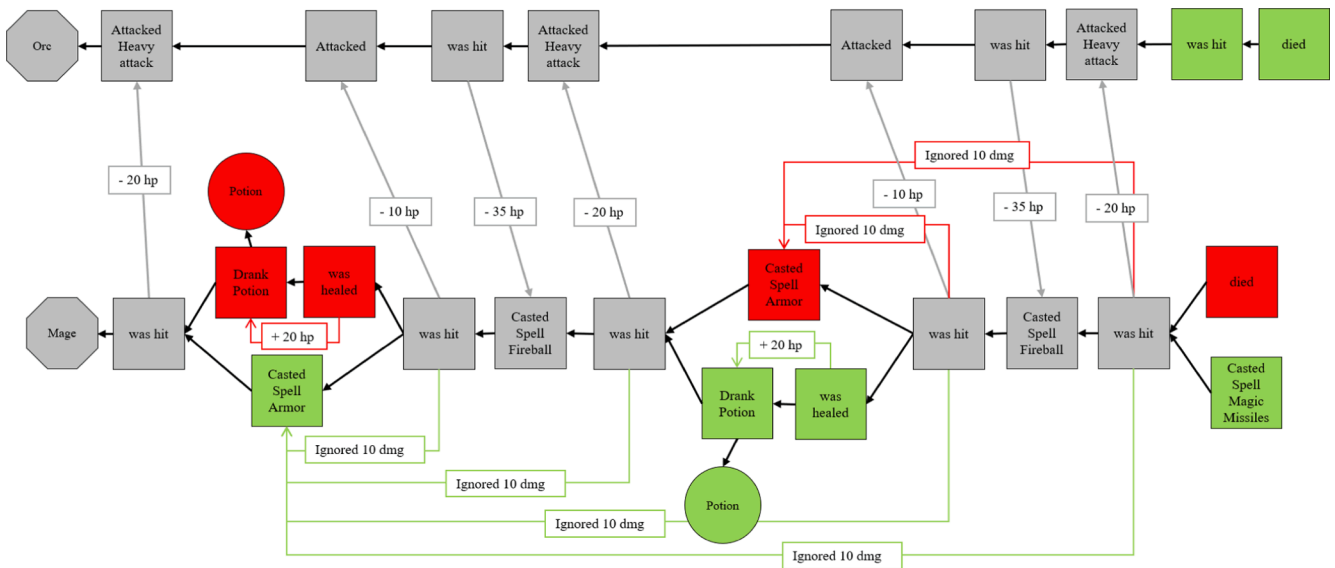 Orc
Attacked
Heavy
attack
Attacked
was hit
Attacked
Heavy
attack
Attacked
was hit
Attacked
Heavy
attack
was hit
died
- 20 hp
- 10 hp
- 35 hp
- 20 hp
- 10 hp
- 35 hp
- 20 hp
Ignored 10 dmg
Ignored 10 dmg
Potion
Drank
Potion
was
healed
+ 20 hp
Casted
Spell
Armor
died
Mage
was hit
was hit
Casted
Spell
Fireball
was hit
was hit
Casted
Spell
Fireball
was hit
Casted
Spell
Armor
+ 20 hp
Drank
Potion
was
healed
Casted
Spell
Magic
Missiles
Ignored 10 dmg
Ignored 10 dmg
Potion
Ignored 10 dmg
Ignored 10 dmg